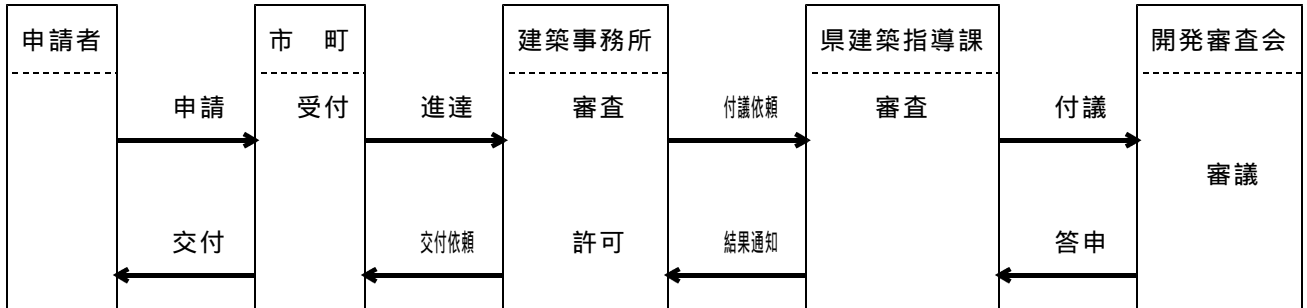 申請者 市　町 建築事務所 県建築指導課 開発審査会
申請 受付 進達 審査 付議依頼 審査 付議
審議
交付 交付依頼 許可 結果通知 答申